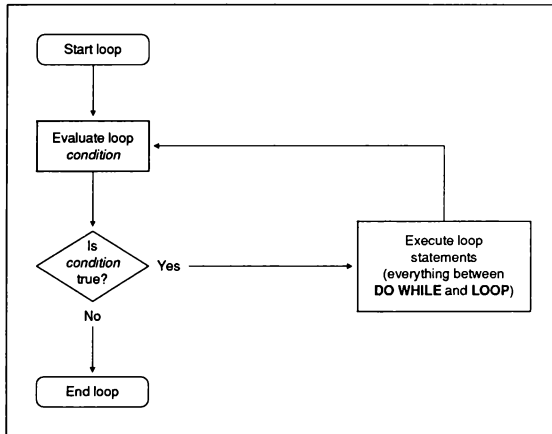 Start loop
Evaluate loop
condition
Is
condition
true?
Yes
Execute loop
statements
(everything between
DO WHILE and LOOP)
No
End loop